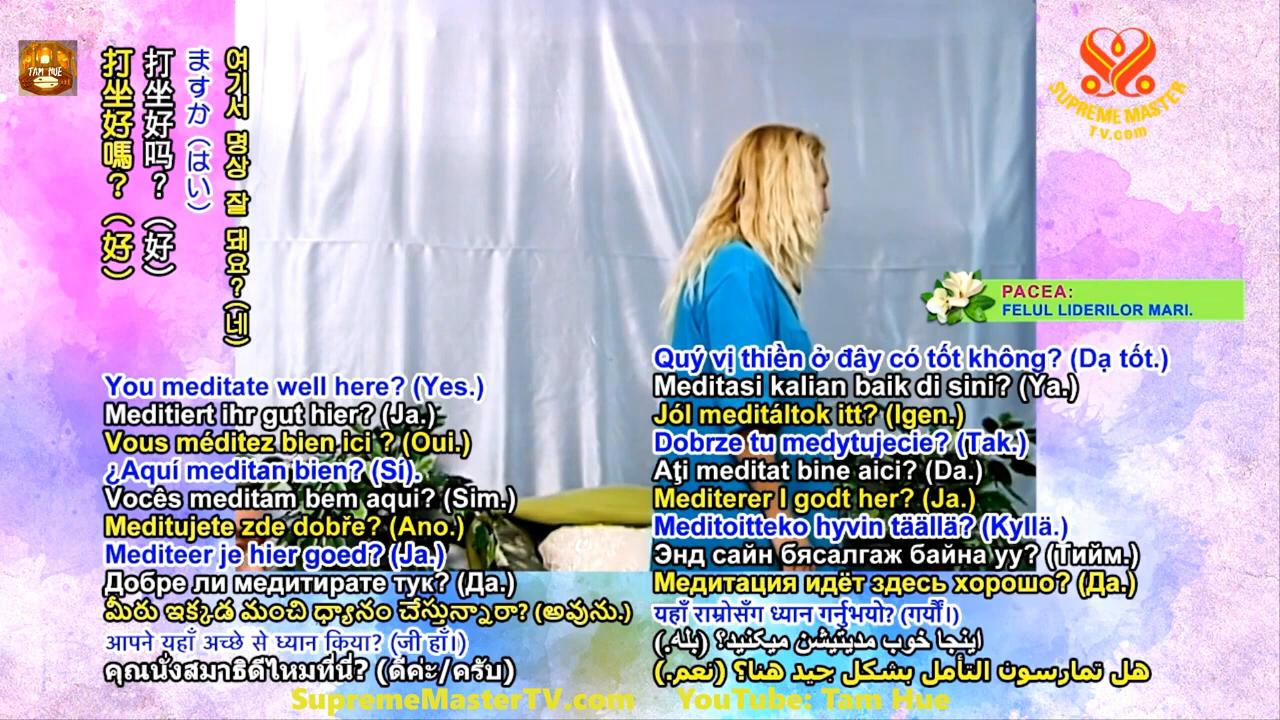 TAM HUE
打坐好嗎？（好）
打坐好吗？（好）
ますか（はい）
여기서 명상 잘 돼요? (네)
SUPREME MASTER
TV.com
PACEA:
FELUL LIDERILOR MARI.
You meditate well here? (Yes.)
Meditiert ihr gut hier? (Ja.)
Vous méditez bien ici ? (Oui.)
¿Aquí meditan bien? (Sí).
Vocês meditam bem aqui? (Sim.)
Meditujete zde dobře? (Ano.)
Mediteer je hier goed? (Ja.)
Добре ли медитирате тук? (Да.)
మీరు ఇక్కడ మంచి ధ్యానం చేస్తున్నారా? (అవును.)
आपने यहाँ अच्छे से ध्यान किया? (जी हाँ।)
คุณนั่งสมาธิดีไหมที่นี่? (ดีค่ะ/ครับ)
Quý vị thiền ở đây có tốt không? (Dạ tốt.)
Meditasi kalian baik di sini? (Ya.)
Jól meditáltok itt? (Igen.)
Dobrze tu medytujecie? (Tak.)
Aţi meditat bine aici? (Da.)
Mediterer I godt her? (Ja.)
Meditoitteko hyvin täällä? (Kyllä.)
Энд сайн бясалгаж байна уу? (Тийм.)
Медитация идёт здесь хорошо? (Да.)
यहाँ राम्रोसँग ध्यान गर्नुभयो? (गर्यौं।)
اینجا خوب مدیتیشن میکنید؟ (بله.)
هل تمارسون التأمل بشكل جيد هنا؟ (نعم.)
SupremeMasterTV.com
YouTube: Tam Hue